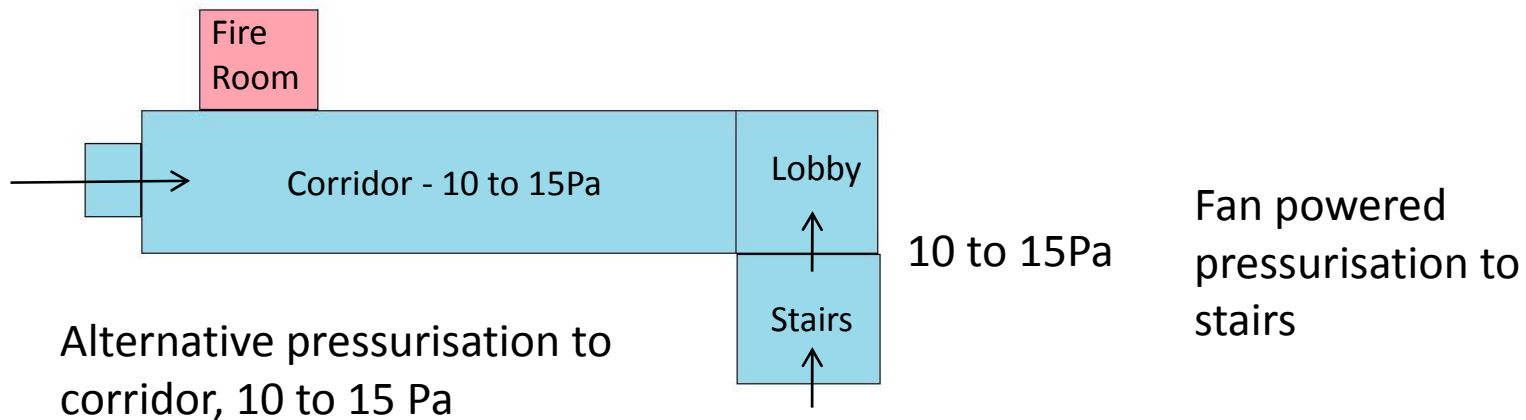 Fire
Room
Corridor - 10 to 15Pa
Lobby
10 to 15Pa
Fan powered
pressurisation to
stairs
Stairs
Alternative pressurisation to
corridor, 10 to 15 Pa